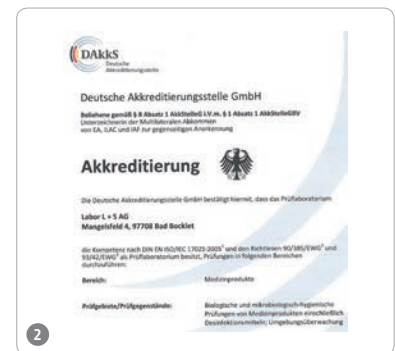 DAkkS
Deutsche
Akkreditierungsstelle
Deutsche Akkreditierungsstelle GmbH
Beliehene gemäß § 8 Absatz 1 AkkStelleG i.V.m. § 1 Absatz 1 AkkStelleGBV
Unterzeichnerin der Multilateralen Abkommen
von EA, ILAC und IAF zur gegenseitigen Anerkennung
Akkreditierung
Die Deutsche Akkreditierungsstelle GmbH bestätigt hiermit, dass das Prüflaboratorium
Labor L + S AG
Mangelsfeld 4, 97708 Bad Bocklet
die Kompetenz nach DIN EN ISO/IEC 17025:2005¹ und den Richtlinien 90/385/EWG² und
93/42/EWG³ als Prüflaboratorium besitzt, Prüfungen in folgenden Bereichen
durchzuführen:
Bereich: Medizinprodukte
Prüfgebiete/Prüfgegenstände: Biologische und mikrobiologisch-hygienische
Prüfungen von Medizinprodukten einschließlich
Desinfektionsmitteln; Umgebungsüberwachung
2